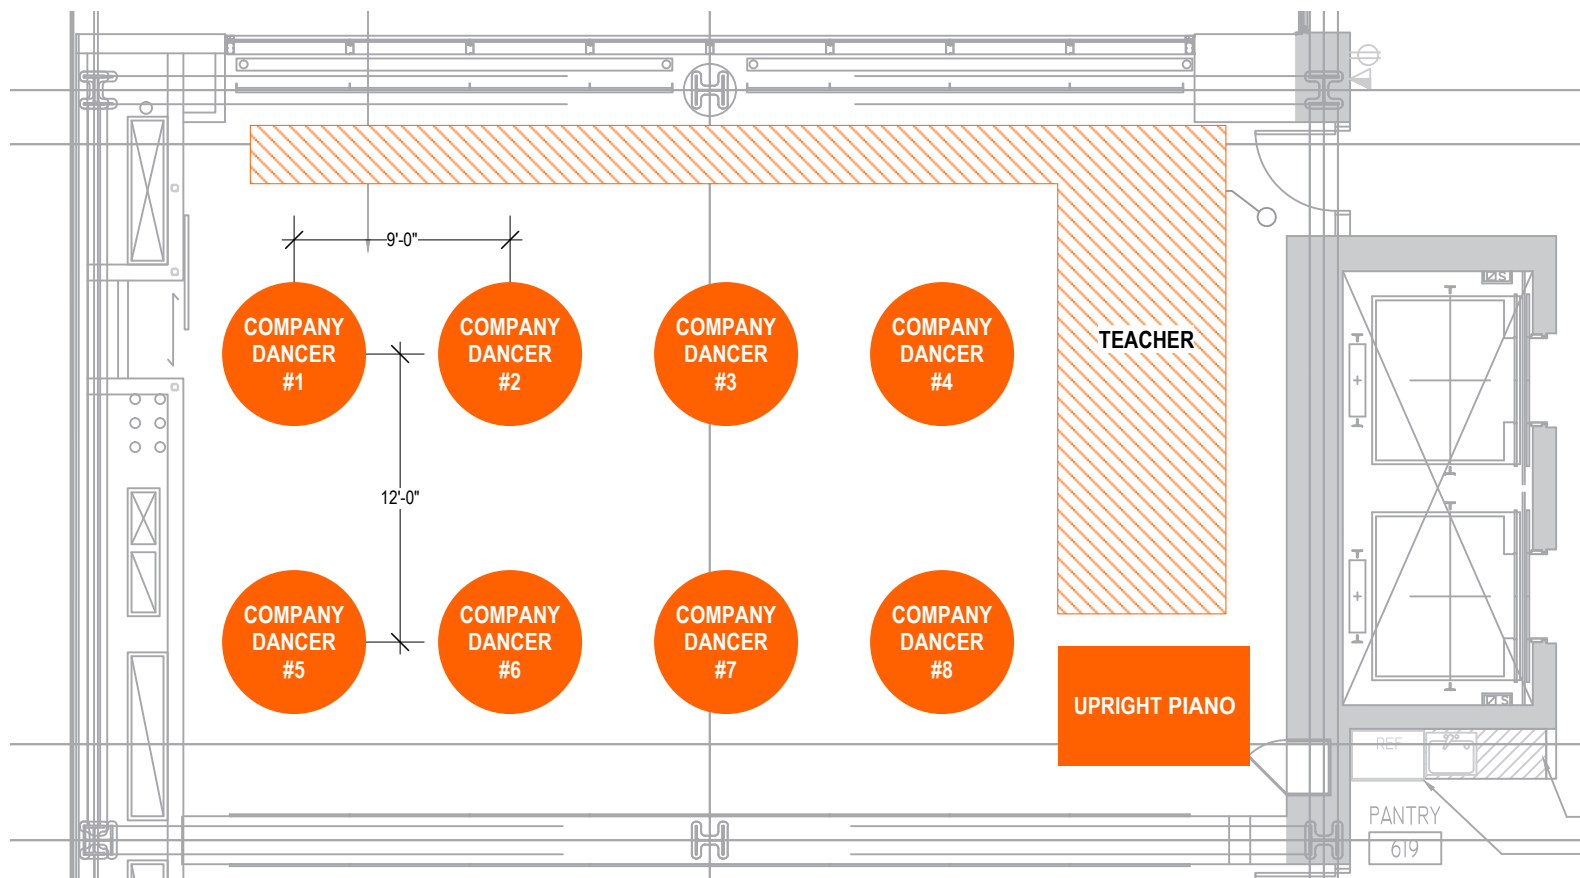 9'-0"
COMPANY
DANCER
#1
COMPANY
DANCER
#2
COMPANY
DANCER
#3
COMPANY
DANCER
#4
TEACHER
12'-0"
COMPANY
DANCER
#5
COMPANY
DANCER
#6
COMPANY
DANCER
#7
COMPANY
DANCER
#8
UPRIGHT PIANO
S
S
REF
PANTRY
619